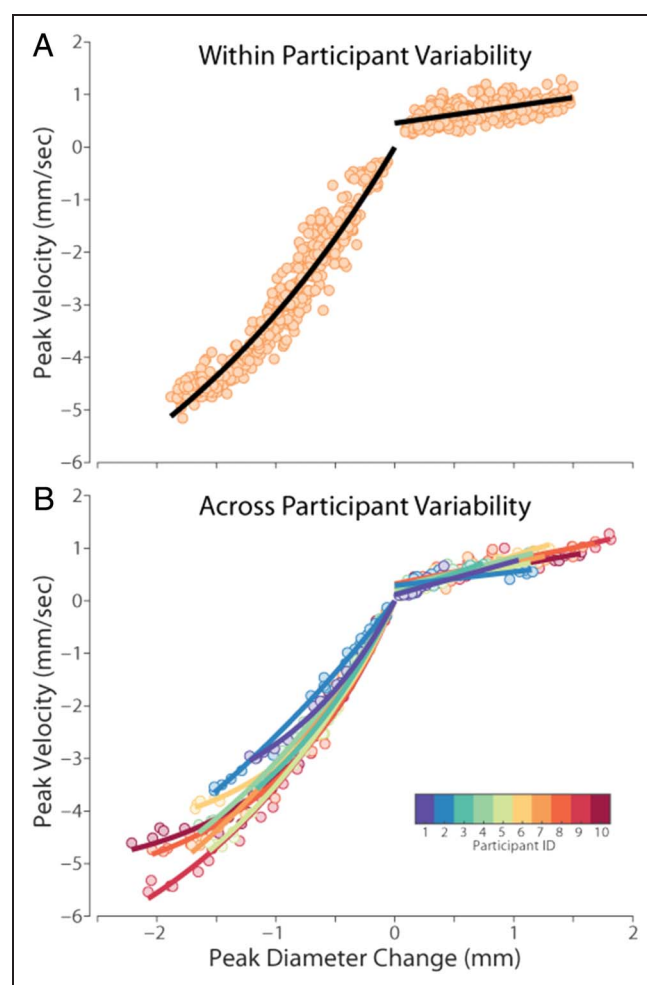 A
Within Participant Variability
2
1
0
−1
−2
−3
−4
−5
−6
Peak Velocity (mm/sec)
B
Across Participant Variability
2
1
0
−1
−2
−3
−4
−5
−6
Peak Velocity (mm/sec)
1 2 3 4 5 6 7 8 9 10
Participant ID
−2 −1 0 1 2
Peak Diameter Change (mm)